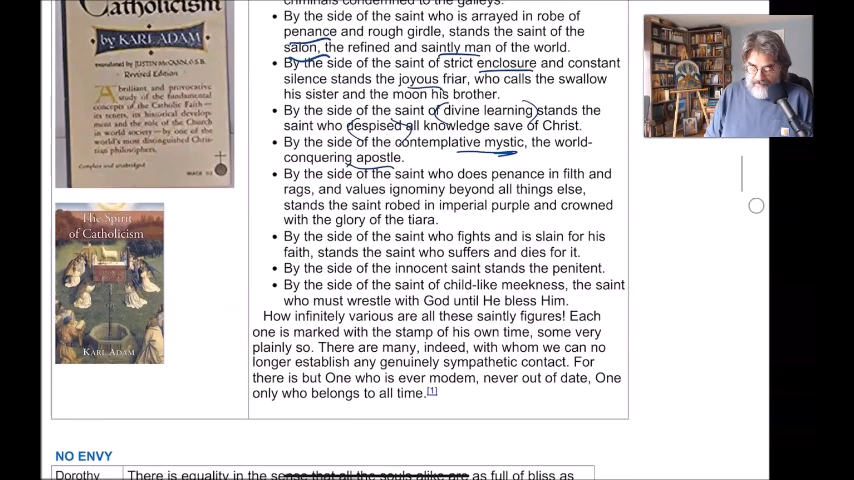 Catholicism
by KARL ADAM
translated by JUSTIN McCANN, O.S.B.
Revised Edition
A brilliant and provocative
study of the fundamental
concepts of the Catholic Faith—
its tenets, its historical develop-
ment and the role of the Church
in world society—by one of the
world's most distinguished Chris-
tian philosophers.
Complete and unabridged
IMAGE
The Spirit
of Catholicism
KARL ADAM
criminals condemned to the galleys.
• By the side of the saint who is arrayed in robe of
penance and rough girdle, stands the saint of the
salon, the refined and saintly man of the world.
• By the side of the saint of strict enclosure and constant
silence stands the joyous friar, who calls the swallow
his sister and the moon his brother.
• By the side of the saint of divine learning stands the
saint who despised all knowledge save of Christ.
• By the side of the contemplative mystic, the world-
conquering apostle.
• By the side of the saint who does penance in filth and
rags, and values ignominy beyond all things else,
stands the saint robed in imperial purple and crowned
with the glory of the tiara.
• By the side of the saint who fights and is slain for his
faith, stands the saint who suffers and dies for it.
• By the side of the innocent saint stands the penitent.
• By the side of the saint of child-like meekness, the saint
who must wrestle with God until He bless Him.
How infinitely various are all these saintly figures! Each
one is marked with the stamp of his own time, some very
plainly so. There are many, indeed, with whom we can no
longer establish any genuinely sympathetic contact. For
there is but One who is ever modem, never out of date, One
only who belongs to all time.[1]
NO ENVY
Dorothy
There is equality in the sense that all the souls alike are as full of bliss as